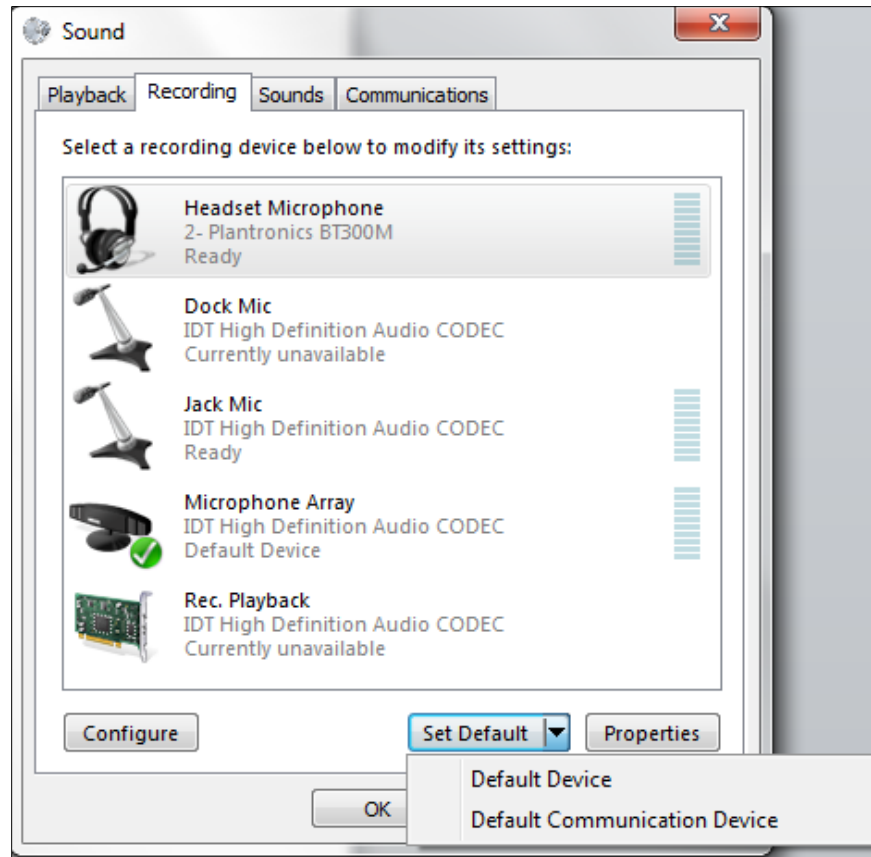 Sound
Playback Recording Sounds Communications
Select a recording device below to modify its settings:
Headset Microphone
2- Plantronics BT300M
Ready
Dock Mic
IDT High Definition Audio CODEC
Currently unavailable
Jack Mic
IDT High Definition Audio CODEC
Ready
Microphone Array
IDT High Definition Audio CODEC
Default Device
Rec. Playback
IDT High Definition Audio CODEC
Currently unavailable
Configure Set Default Properties
Default Device
OK
Default Communication Device